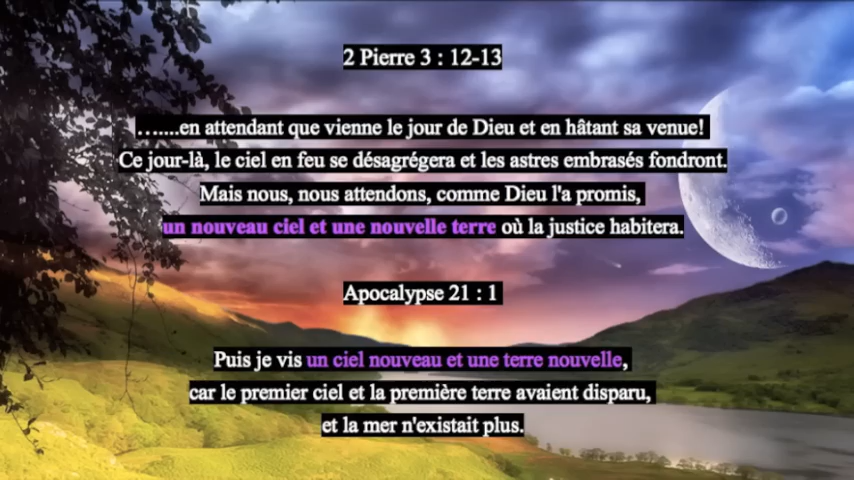 2 Pierre 3 : 12-13
…....en attendant que vienne le jour de Dieu et en hâtant sa venue!
Ce jour-là, le ciel en feu se désagrégera et les astres embrasés fondront.
Mais nous, nous attendons, comme Dieu l'a promis,
un nouveau ciel et une nouvelle terre où la justice habitera.
Apocalypse 21 : 1
Puis je vis un ciel nouveau et une terre nouvelle,
car le premier ciel et la première terre avaient disparu,
et la mer n'existait plus.